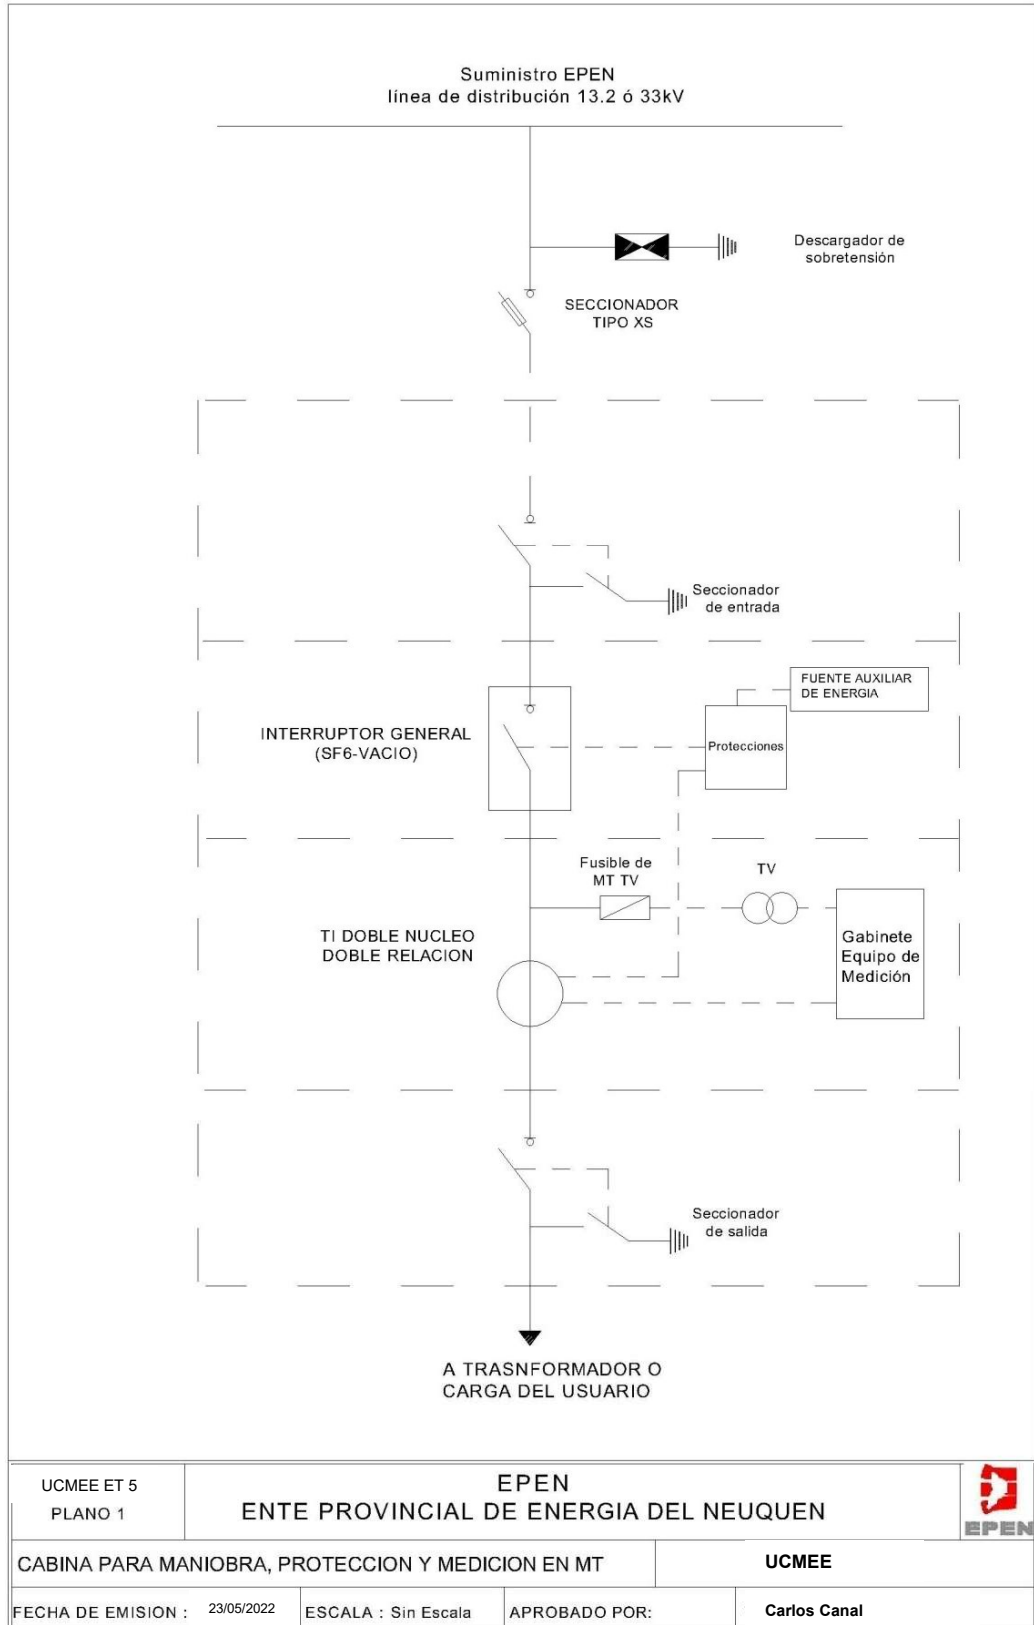 Suministro EPEN
línea de distribución 13.2 ó 33kV
Descargador de
sobretensión
SECCIONADOR
TIPO XS
Seccionador
de entrada
FUENTE AUXILIAR
DE ENERGIA
INTERRUPTOR GENERAL
(SF6-VACIO)
Protecciones
Fusible de
MT TV
TV
TI DOBLE NUCLEO
DOBLE RELACION
Gabinete
Equipo de
Medición
Seccionador
de salida
A TRASNFORMADOR O
CARGA DEL USUARIO
UCMEE ET 5
PLANO 1
EPEN
ENTE PROVINCIAL DE ENERGIA DEL NEUQUEN
EPEN
CABINA PARA MANIOBRA, PROTECCION Y MEDICION EN MT
UCMEE
FECHA DE EMISION : 23/05/2022
ESCALA : Sin Escala
APROBADO POR:
Carlos Canal